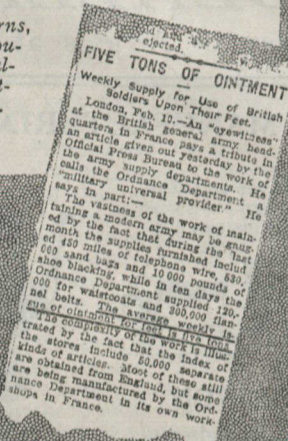 rns,
ou-
al-
t-
ejected.
FIVE TONS OF OINTMENT
Weekly Supply for Use of British
Soldiers Upon Their Feet.
London, Feb. 10.—An "eyewitness"
at the British general army head-
quarters in France pays a tribute in
an article given out yesterday by the
Official Press Bureau to the work of
the army supply departments. He
calls the Ordnance Department a
"military universal provider." He
says in part:—
The vastness of the work of main-
taining a modern army may be gaug-
ed by the fact that during the last
month the supplies furnished includ
ed 450 miles of telephone wire, 530,
000 sand bags and 10,000 pounds of
shoe blacking, while in ten days the
Ordnance Department supplied 120,
000 fur waistcoats and 300,000 flan-
nel belts. The average weekly is-
sue of ointment for feet is five tons.
The complexity of the work is illus-
trated by the fact that the index of
the stores include 50,000 separate
kinds of articles. Most of these still
are obtained from England, but some
are being manufactured by the Ord-
nance Department in its own work-
shops in France.